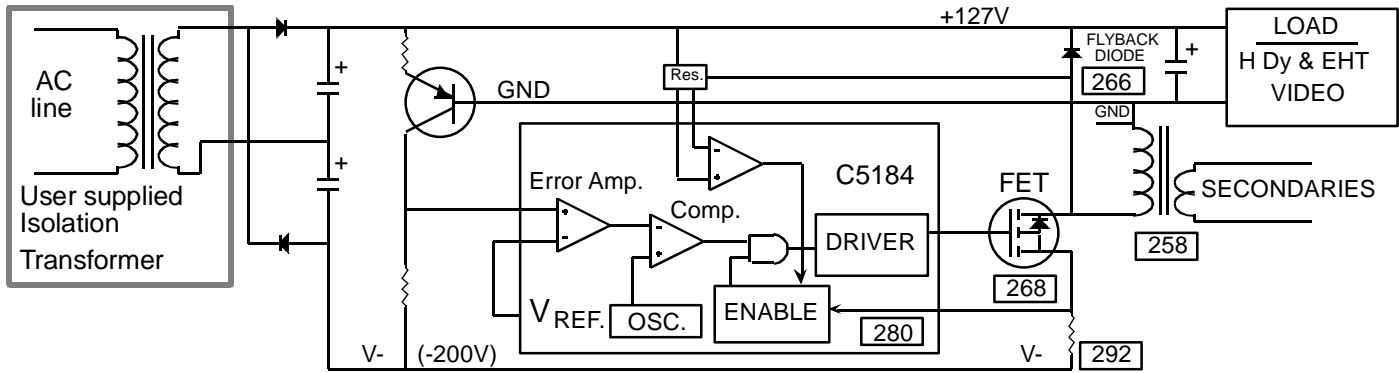 +127V
LOAD
H Dy & EHT
VIDEO
FLYBACK
DIODE
266
AC
line
+
+
+
Res.
GND
GND
C5184
Error Amp.
Comp.
FET
-
+
+
-
-
+
DRIVER
SECONDARIES
258
268
User supplied
Isolation
Transformer
VREF.
OSC.
ENABLE
280
V- (-200V)
V-
292